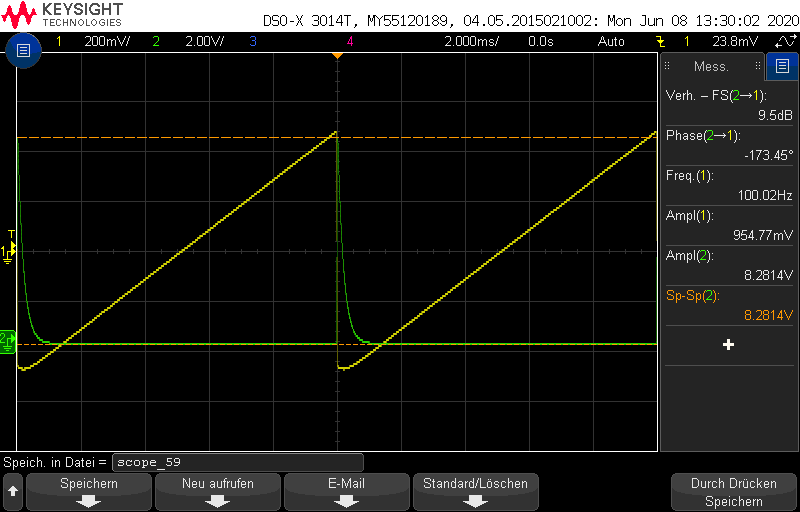 KEYSIGHT
TECHNOLOGIES
DSO-X 3014T, MY55120189, 04.05.2015021002: Mon Jun 08 13:30:02 2020
1 200mV/ 2 2.00V/ 3 4 2.000ms/ 0.0s Auto 1 23.8mV
Mess.
Verh. – FS(2→1):
9.5dB
Phase(2→1):
-173.45°
Freq.(1):
100.02Hz
Ampl(1):
954.77mV
Ampl(2):
8.2814V
Sp-Sp(2):
8.2814V
+
T
1
2
Speich. in Datei = scope_59
Speichern
Neu aufrufen
E-Mail
Standard/Löschen
Durch Drücken
Speichern